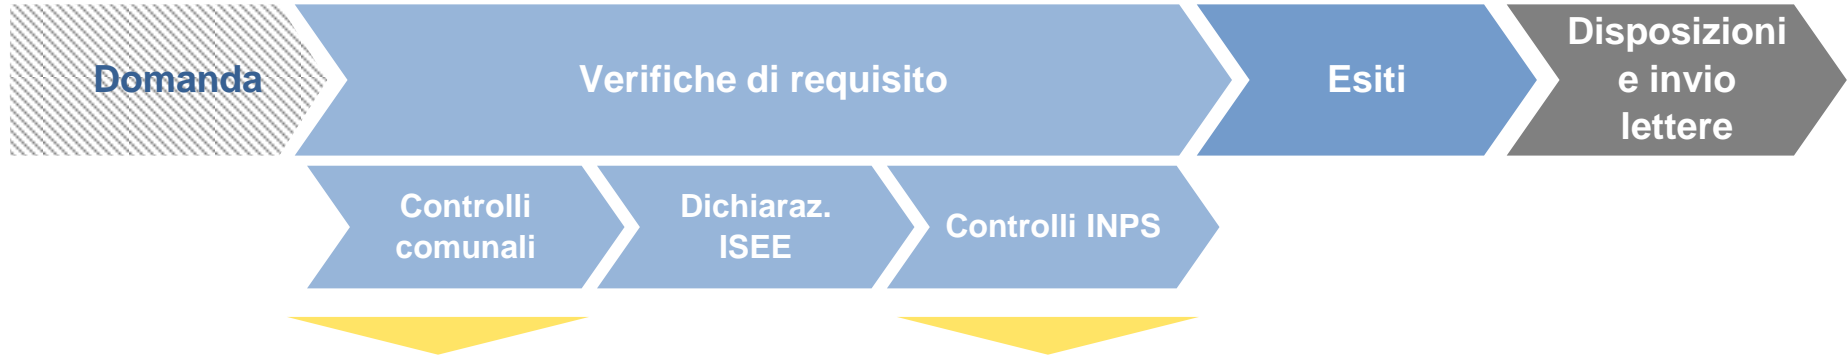 Domanda
Verifiche di requisito
Esiti
Disposizioni
e invio
lettere
Controlli
comunali
Dichiaraz.
ISEE
Controlli INPS